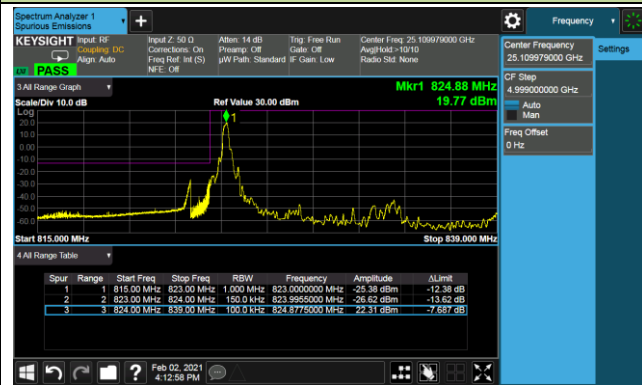 Spectrum Analyzer 1
Spurious Emissions
Frequency
KEYSIGHT Input: RF
Coupling: DC
Align: Auto
Input Z: 50 Ω
Corrections: On
Freq Ref: Int (S)
NFE: Off
Atten: 14 dB
Preamp: Off
µW Path: Standard
Trig: Free Run
Gate: Off
IF Gain: Low
Center Freq: 25.109979000 GHz
Avg|Hold:>10/10
Radio Std: None
PASS
Center Frequency
25.109979000 GHz
Settings
CF Step
4.999000000 GHz
Auto
Man
Freq Offset
0 Hz
3 All Range Graph
Mkr1 824.88 MHz
Scale/Div 10.0 dB
Ref Value 30.00 dBm
19.77 dBm
Log
20.0
10.0
0.00
-10.0
-20.0
-30.0
-40.0
-50.0
-60.0
1
Start 815.000 MHz
Stop 839.000 MHz
4 All Range Table
Spur Range Start Freq Stop Freq RBW Frequency Amplitude ΔLimit
1 1 815.00 MHz 823.00 MHz 1.000 MHz 823.0000000 MHz -25.38 dBm -12.38 dB
2 2 823.00 MHz 824.00 MHz 150.0 kHz 823.9955000 MHz -26.62 dBm -13.62 dB
3 3 824.00 MHz 839.00 MHz 100.0 kHz 824.8775000 MHz 22.31 dBm -7.687 dB
Feb 02, 2021
4:12:58 PM